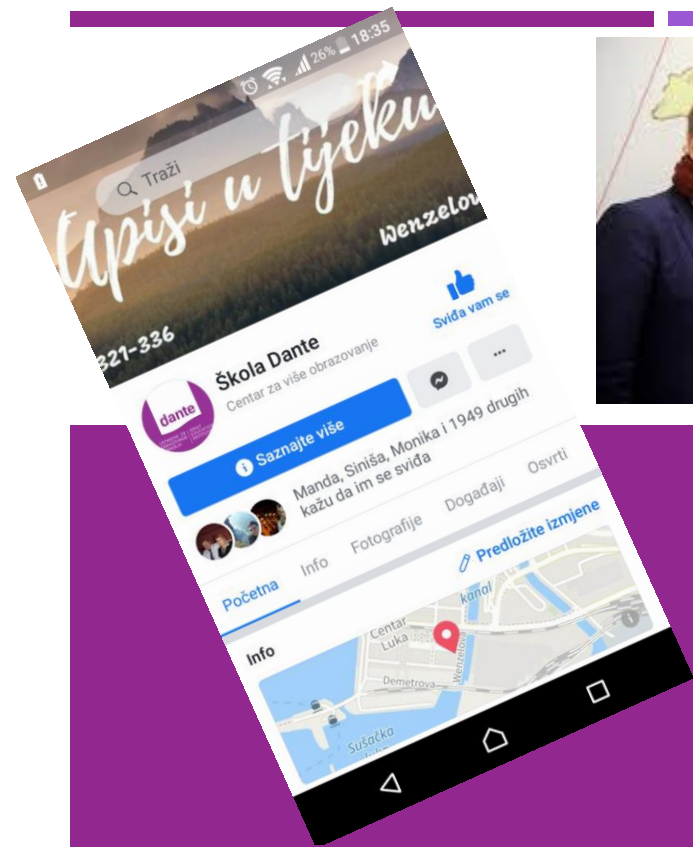 26% 18:35
Traži
Upisi u tijeku
Wenzelov
321-336
Sviđa vam se
Škola Dante
Centar za više obrazovanje
dante
Saznajte više
Manda, Siniša, Monika i 1949 drugih
kažu da im se sviđa
Početna Info Fotografije Događaji Osvrti
Predložite izmjene
Info
kanal
Centar
Luka
Wenzelova
Demetrova
Sušačka